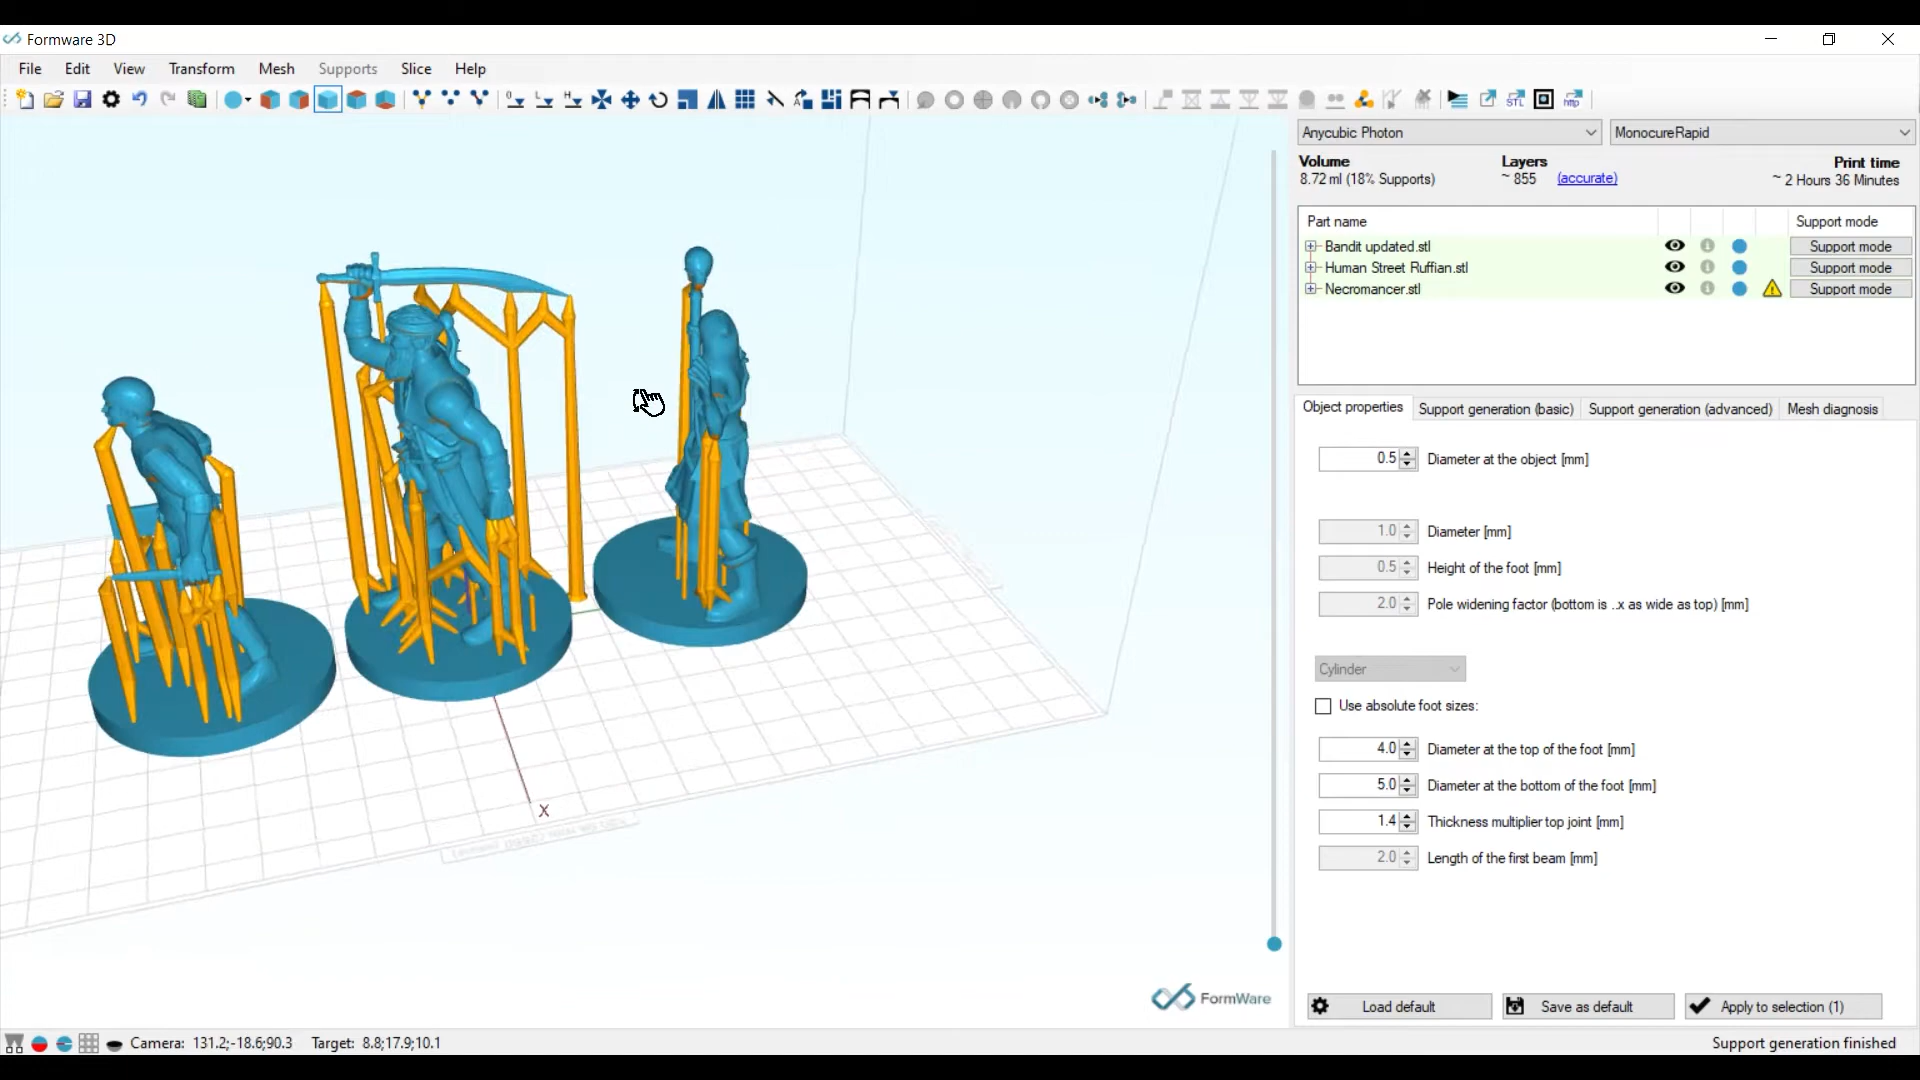 Formware 3D
File Edit View Transform Mesh Supports Slice Help
STL http
Anycubic Photon MonocureRapid
Volume Layers Print time
8.72 ml (18% Supports) ~ 855 (accurate) ~ 2 Hours 36 Minutes
Part name Support mode
Bandit updated.stl Support mode
Human Street Ruffian.stl Support mode
Necromancer.stl Support mode
Object properties Support generation (basic) Support generation (advanced) Mesh diagnosis
0.5 Diameter at the object [mm]
1.0 Diameter [mm]
0.5 Height of the foot [mm]
2.0 Pole widening factor (bottom is ..x as wide as top) [mm]
Cylinder
Use absolute foot sizes:
4.0 Diameter at the top of the foot [mm]
5.0 Diameter at the bottom of the foot [mm]
1.4 Thickness multiplier top joint [mm]
2.0 Length of the first beam [mm]
X
FormWare
Load default Save as default Apply to selection (1)
Camera: 131.2;-18.6;90.3 Target: 8.8;17.9;10.1 Support generation finished